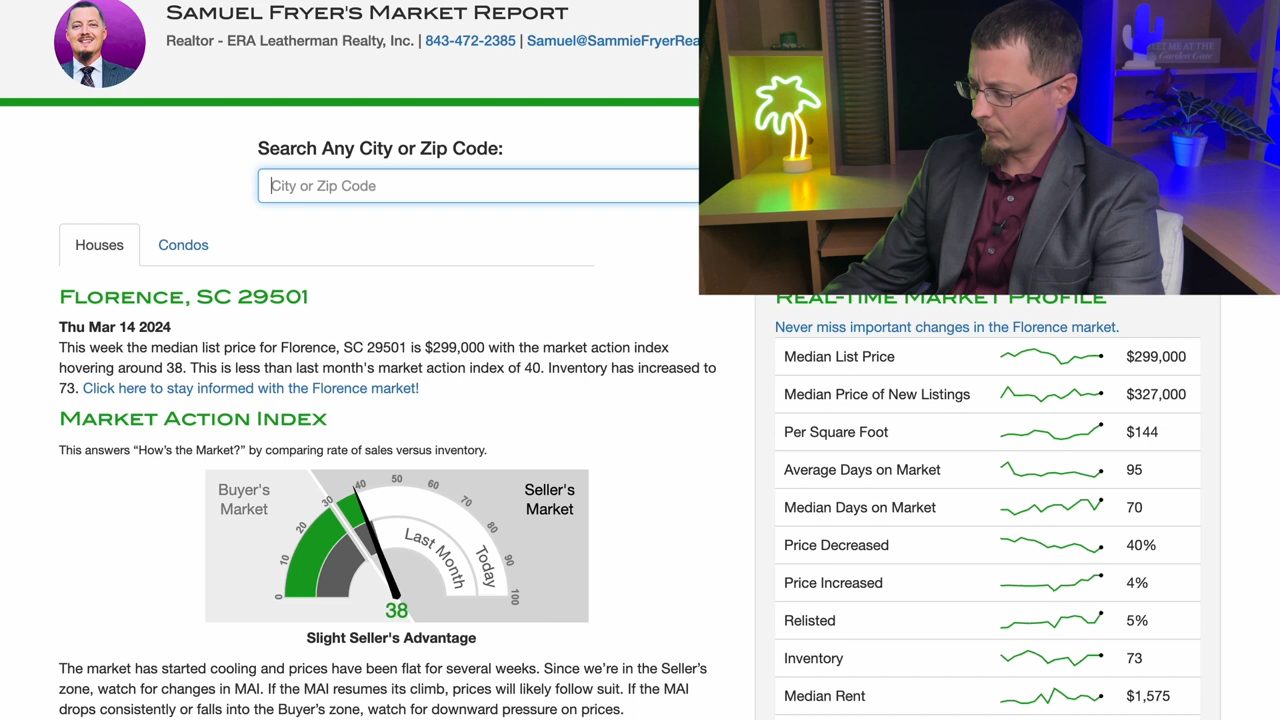 SAMUEL FRYER'S MARKET REPORT
Realtor - ERA Leatherman Realty, Inc. | 843-472-2385 | Samuel@SammieFryerRea
LET ME AT THE
Garden Gate
Search Any City or Zip Code:
City or Zip Code
Houses
Condos
FLORENCE, SC 29501
Thu Mar 14 2024
This week the median list price for Florence, SC 29501 is $299,000 with the market action index
hovering around 38. This is less than last month's market action index of 40. Inventory has increased to
73. Click here to stay informed with the Florence market!
MARKET ACTION INDEX
This answers “How's the Market?” by comparing rate of sales versus inventory.
Buyer's
Market
Seller's
Market
0
10
20
30
40
50
60
70
80
90
100
Last Month
Today
38
Slight Seller's Advantage
The market has started cooling and prices have been flat for several weeks. Since we’re in the Seller’s
zone, watch for changes in MAI. If the MAI resumes its climb, prices will likely follow suit. If the MAI
drops consistently or falls into the Buyer’s zone, watch for downward pressure on prices.
REAL-TIME MARKET PROFILE
Never miss important changes in the Florence market.
Median List Price $299,000
Median Price of New Listings $327,000
Per Square Foot $144
Average Days on Market 95
Median Days on Market 70
Price Decreased 40%
Price Increased 4%
Relisted 5%
Inventory 73
Median Rent $1,575